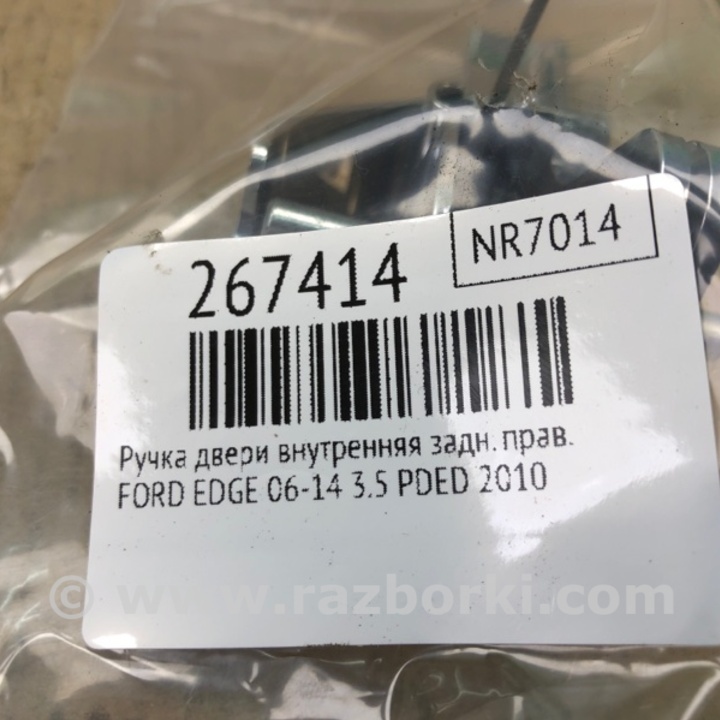 267414
NR7014
Ручка двери внутренняя задн. прав.
FORD EDGE 06-14 3.5 PDED 2010
© www.razborki.com